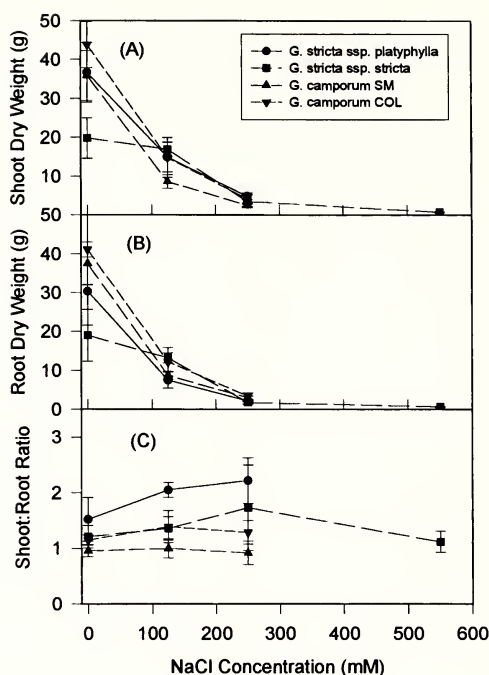 50
40
30
20
10
Shoot Dry Weight (g)
(A)
G. stricta ssp. platyphylla
G. stricta ssp. stricta
G. camporum SM
G. camporum COL
50
40
30
20
10
0
Root Dry Weight (g)
(B)
3
2
1
0
Shoot:Root Ratio
(C)
0 100 200 300 400 500 600
NaCl Concentration (mM)